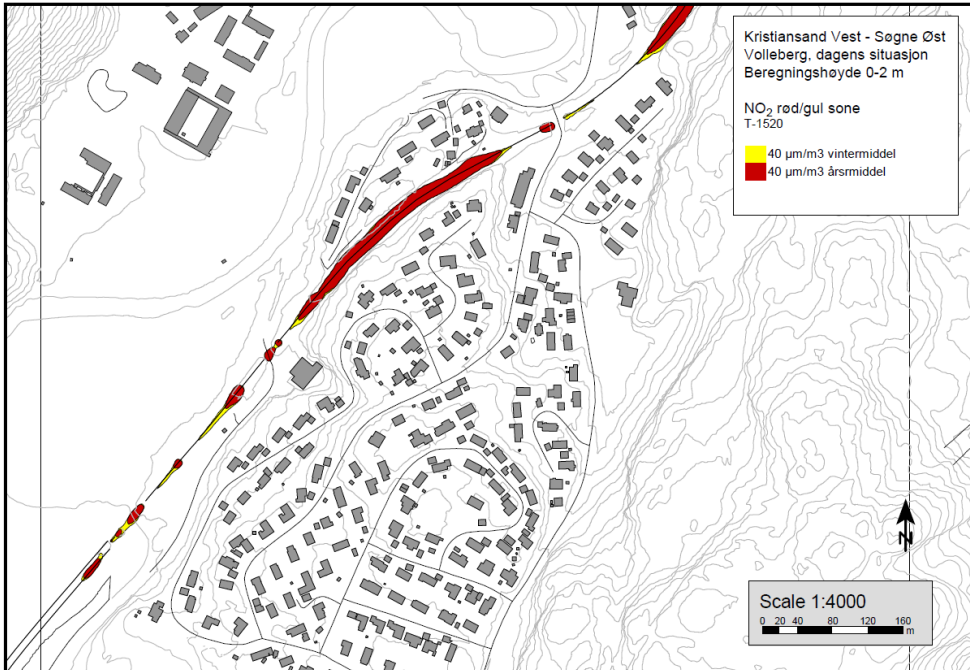 Kristiansand Vest - Søgne Øst
Volleberg, dagens situasjon
Beregningshøyde 0-2 m
NO₂ rød/gul sone
T-1520
40 µm/m3 vintermiddel
40 µm/m3 årsrmiddel
N
Scale 1:4000
0 20 40 80 120 160
m